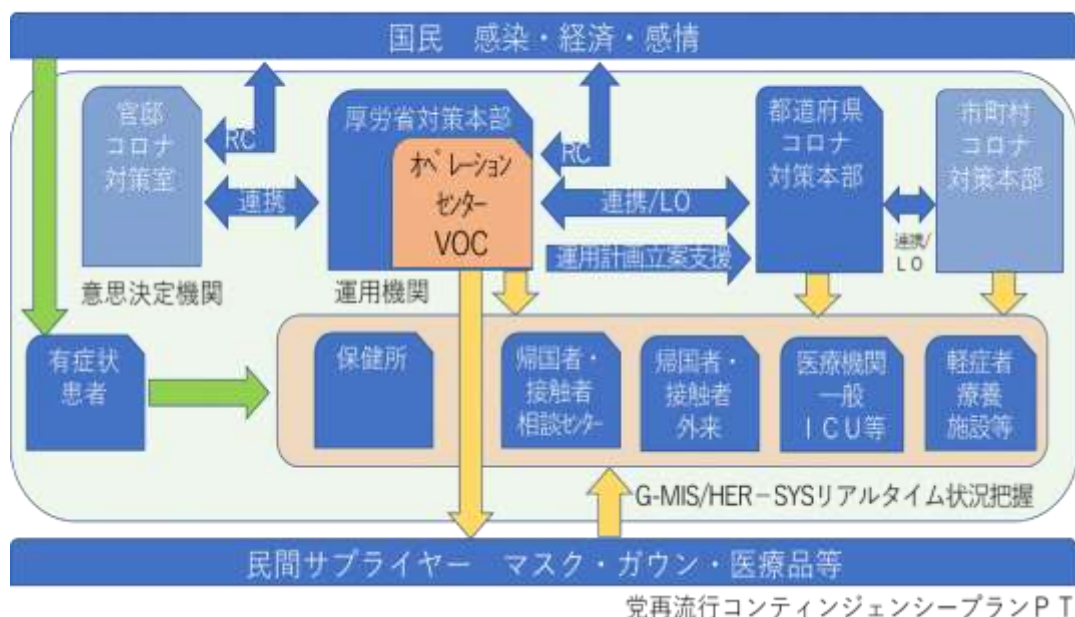 国民 感染・経済・感情
官邸
コロナ
対策室
RC
連携
厚労省対策本部
オペレーション
センター
VOC
RC
連携/LO
運用計画立案支援
都道府県
コロナ
対策本部
連携/
LO
市町村
コロナ
対策本部
意思決定機関
運用機関
有症状
患者
保健所
帰国者・
接触者
相談センター
帰国者・
接触者
外来
医療機関
一般
ICU等
軽症者
療養
施設等
G-MIS/HER-SYSリアルタイム状況把握
民間サプライヤー マスク・ガウン・医療品等
党再流行コンティンジェンシープランPT